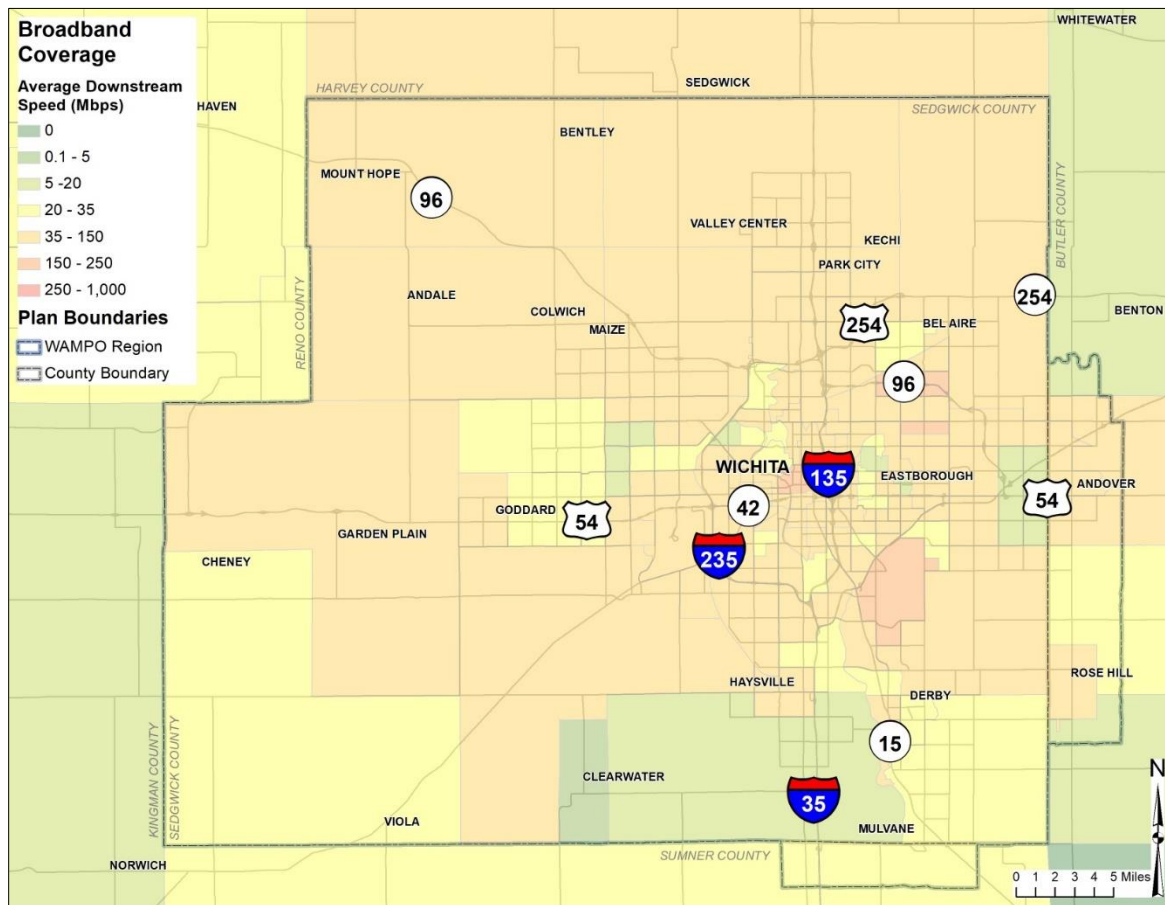 Broadband
Coverage
Average Downstream
Speed (Mbps)
0
0.1 - 5
5 -20
20 - 35
35 - 150
150 - 250
250 - 1,000
Plan Boundaries
WAMPO Region
County Boundary
WHITEWATER
HAVEN
HARVEY COUNTY
SEDGWICK
SEDGWICK COUNTY
BENTLEY
MOUNT HOPE
96
VALLEY CENTER
KECHI
BUTLER COUNTY
PARK CITY
RENO COUNTY
ANDALE
COLWICH
MAIZE
254
254
BEL AIRE
BENTON
96
WICHITA
135
EASTBOROUGH
ANDOVER
GODDARD
54
42
54
GARDEN PLAIN
235
CHENEY
HAYSVILLE
DERBY
ROSE HILL
15
KINGMAN COUNTY
SEDGWICK COUNTY
CLEARWATER
35
VIOLA
MULVANE
NORWICH
SUMNER COUNTY
N
0 1 2 3 4 5 Miles